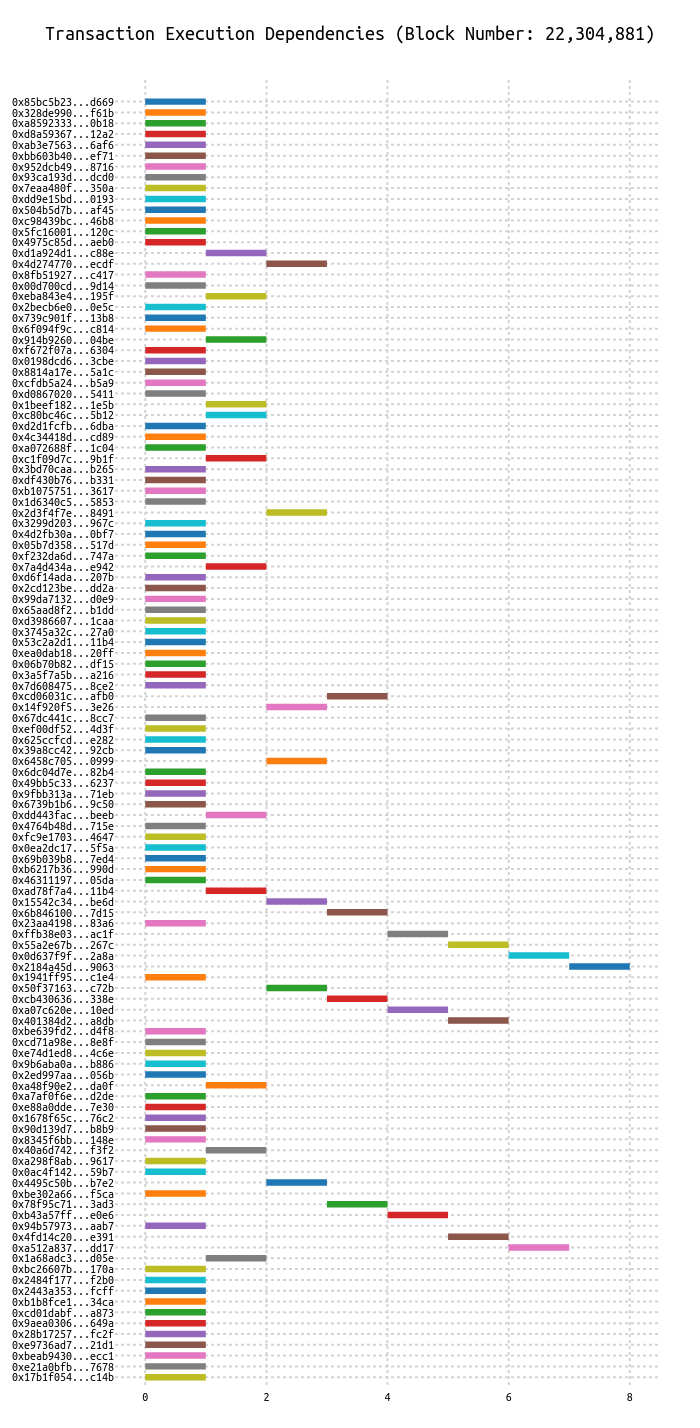 Transaction Execution Dependencies (Block Number: 22,304,881)
0x85bc5b23...d669
0x328de990...f61b
0xa8592333...0b18
0xd8a59367...12a2
0xab3e7563...6af6
0xbb603b40...ef71
0x952dcb49...8716
0x93ca193d...dcd0
0x7eaa480f...350a
0xdd9e15bd...0193
0x504b5d7b...af45
0xc98439bc...46b8
0x5fc16001...120c
0x4975c85d...aeb0
0xd1a924d1...c88e
0x4d274770...ecdf
0x8fb51927...c417
0x00d700cd...9d14
0xeba843e4...195f
0x2becb6e0...0e5c
0x739c901f...13b8
0x6f094f9c...c814
0x914b9260...04be
0xf672f07a...6304
0x0198dcd6...3cbe
0x8814a17e...5a1c
0xcfdb5a24...b5a9
0xd0867020...5411
0x1beef182...1e5b
0xc80bc46c...5b12
0xd2d1fcfb...6dba
0x4c34418d...cd89
0xa072688f...1c04
0xc1f09d7c...9b1f
0x3bd70caa...b265
0xdf430b76...b331
0xb1075751...3617
0x1d6340c5...5853
0x2d3f4f7e...8491
0x3299d203...967c
0x4d2fb30a...0bf7
0x05b7d358...517d
0xf232da6d...747a
0x7a4d434a...e942
0xd6f14ada...207b
0x2cd123be...dd2a
0x99da7132...d0e9
0x65aad8f2...b1dd
0xd3986607...1caa
0x3745a32c...27a0
0x53c2a2d1...11b4
0xea0dab18...20ff
0x06b70b82...df15
0x3a5f7a5b...a216
0x7d608475...8ce2
0xcd06031c...afb0
0x14f920f5...3e26
0x67dc441c...8cc7
0xef00df52...4d3f
0x625ccfcd...e282
0x39a8cc42...92cb
0x6458c705...0999
0x6dc04d7e...82b4
0x49bb5c33...6237
0x9fbb313a...71eb
0x6739b1b6...9c50
0xdd443fac...beeb
0x4764b48d...715e
0xfc9e1703...4647
0x0ea2dc17...5f5a
0x69b039b8...7ed4
0xb6217b36...990d
0x46311197...05da
0xad78f7a4...11b4
0x15542c34...be6d
0x6b846100...7d15
0x23aa4198...83a6
0xffb38e03...ac1f
0x55a2e67b...267c
0x0d637f9f...2a8a
0x2184a45d...9063
0x1941ff95...c1e4
0x50f37163...c72b
0xcb430636...338e
0xa07c620e...10ed
0x401384d2...a8db
0xbe639fd2...d4f8
0xcd71a98e...8e8f
0xe74d1ed8...4c6e
0x9b6aba0a...b886
0x2ed997aa...056b
0xa48f90e2...da0f
0xa7af0f6e...d2de
0xe88a0dde...7e30
0x1678f65c...76c2
0x90d139d7...b8b9
0x8345f6bb...148e
0x40a6d742...f3f2
0xa298f8ab...9617
0x0ac4f142...59b7
0x4495c50b...b7e2
0xbe302a66...f5ca
0x78f95c71...3ad3
0xb43a57ff...e0e6
0x94b57973...aab7
0x4fd14c20...e391
0xa512a837...dd17
0x1a68adc3...d05e
0xbc26607b...170a
0x2484f177...f2b0
0x2443a353...fcff
0xb1b8fce1...34ca
0xcd01dabf...a873
0x9aea0306...649a
0x28b17257...fc2f
0xe9736ad7...21d1
0xbeab9430...ecc1
0xe21a0bfb...7678
0x17b1f054...c14b
0 2 4 6 8